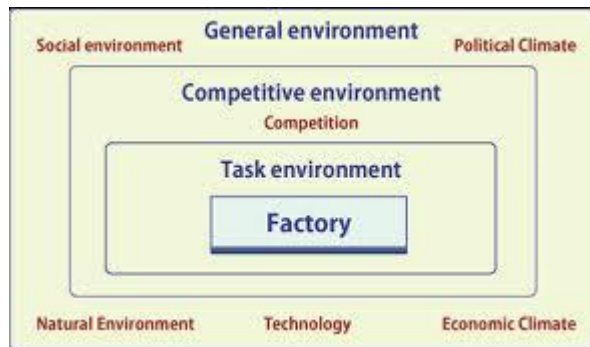 General environment
Social environment
Political Climate
Competitive environment
Competition
Task environment
Factory
Natural Environment
Technology
Economic Climate